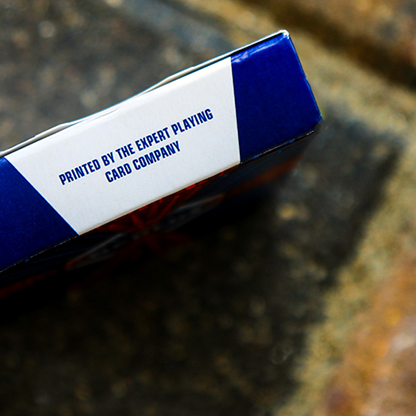 PRINTED BY THE EXPERT PLAYING
CARD COMPANY